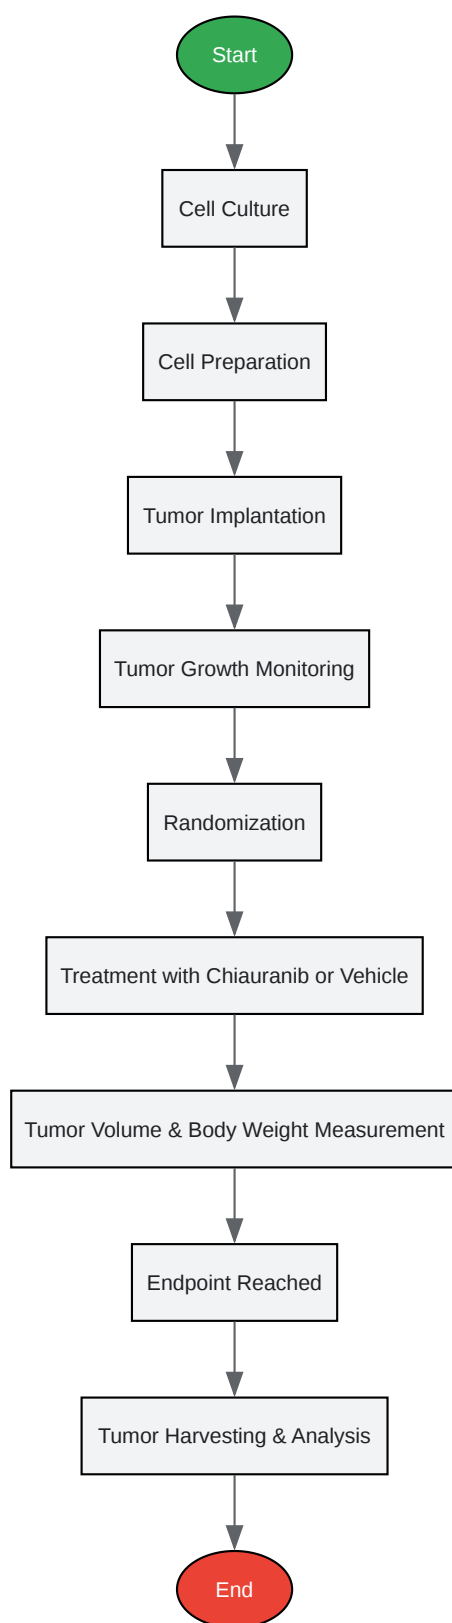 Start
Cell Culture
Cell Preparation
Tumor Implantation
Tumor Growth Monitoring
Randomization
Treatment with Chiauranib or Vehicle
Tumor Volume & Body Weight Measurement
Endpoint Reached
Tumor Harvesting & Analysis
End